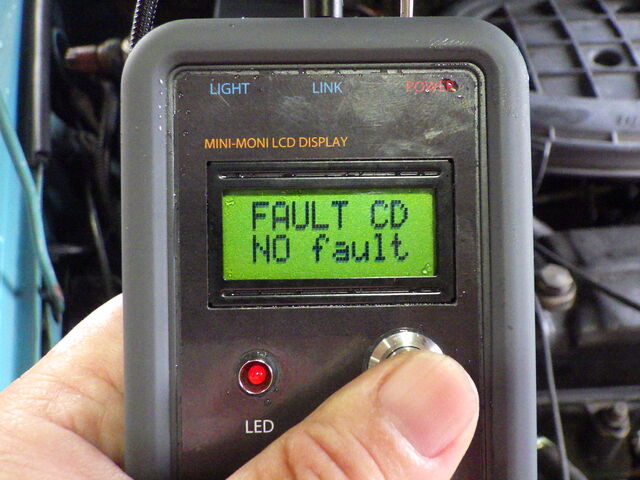 LIGHT LINK POWER
MINI-MONI LCD DISPLAY
FAULT CD
NO fault
LED